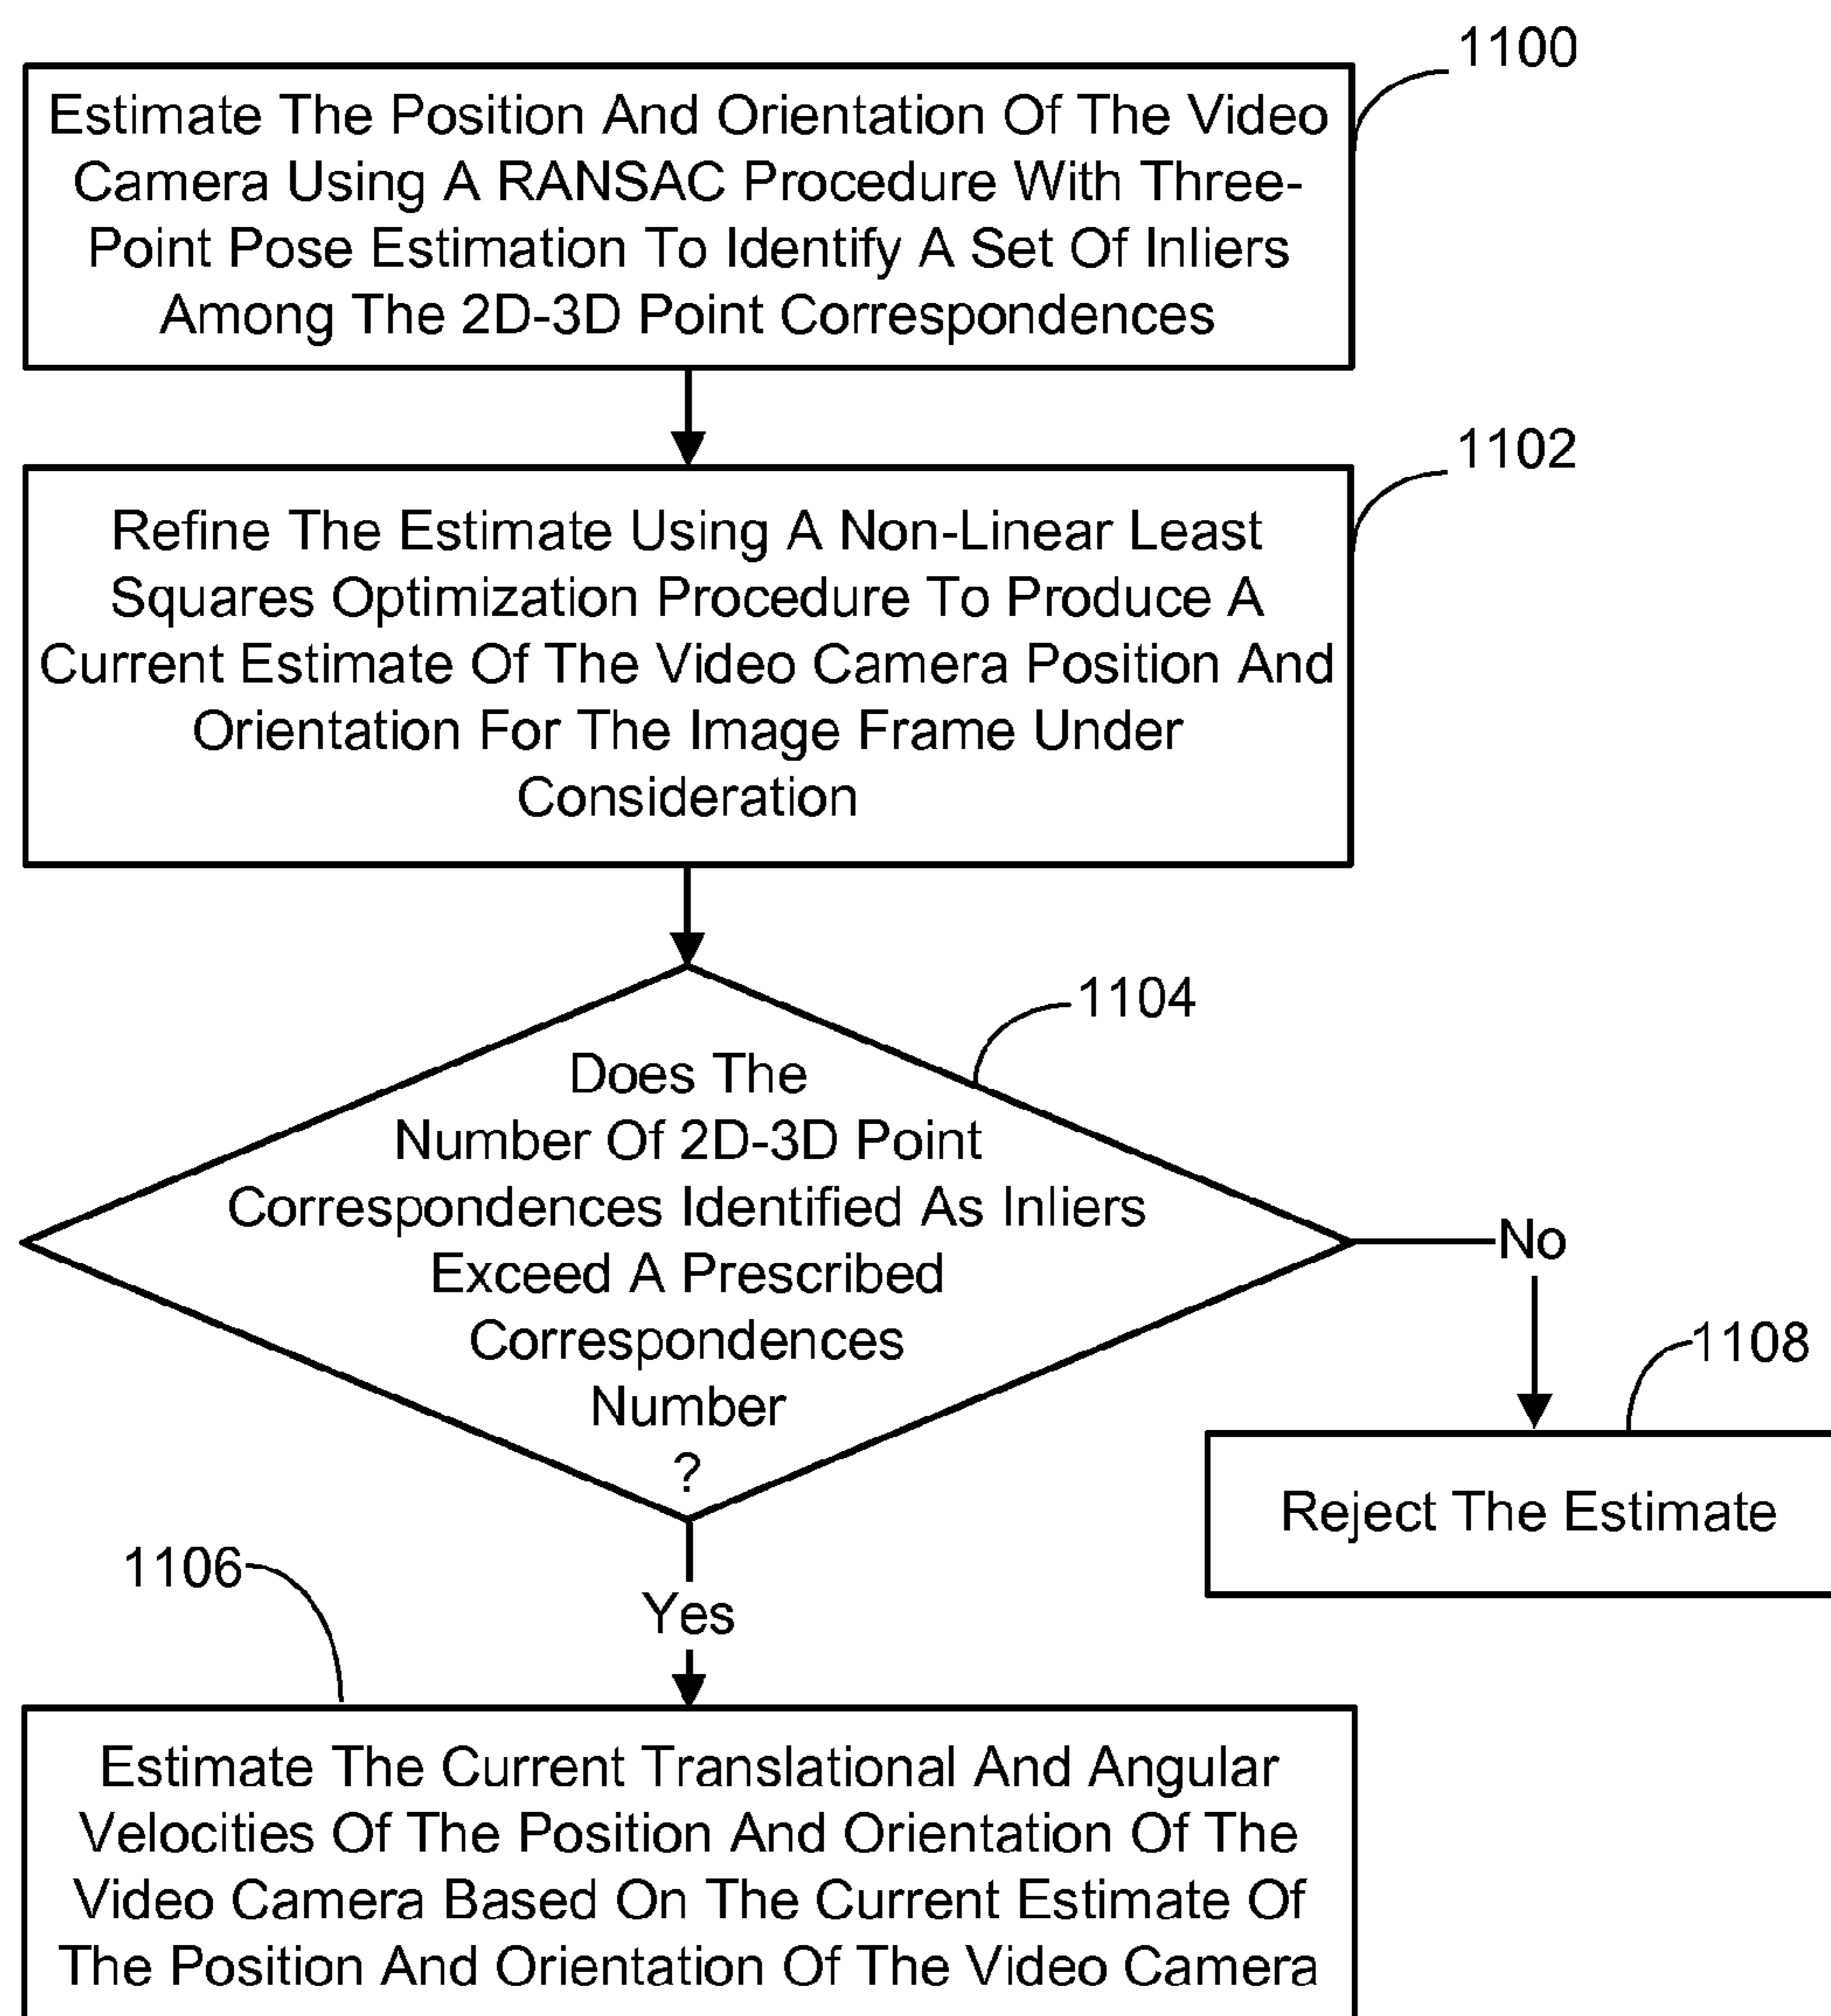 1100
Estimate The Position And Orientation Of The Video
Camera Using A RANSAC Procedure With Three-
Point Pose Estimation To Identify A Set Of Inliers
Among The 2D-3D Point Correspondences
1102
Refine The Estimate Using A Non-Linear Least
Squares Optimization Procedure To Produce A
Current Estimate Of The Video Camera Position And
Orientation For The Image Frame Under
Consideration
1104
Does The
Number Of 2D-3D Point
Correspondences Identified As Inliers
Exceed A Prescribed
Correspondences
Number
?
No
1108
Reject The Estimate
1106
Yes
Estimate The Current Translational And Angular
Velocities Of The Position And Orientation Of The
Video Camera Based On The Current Estimate Of
The Position And Orientation Of The Video Camera